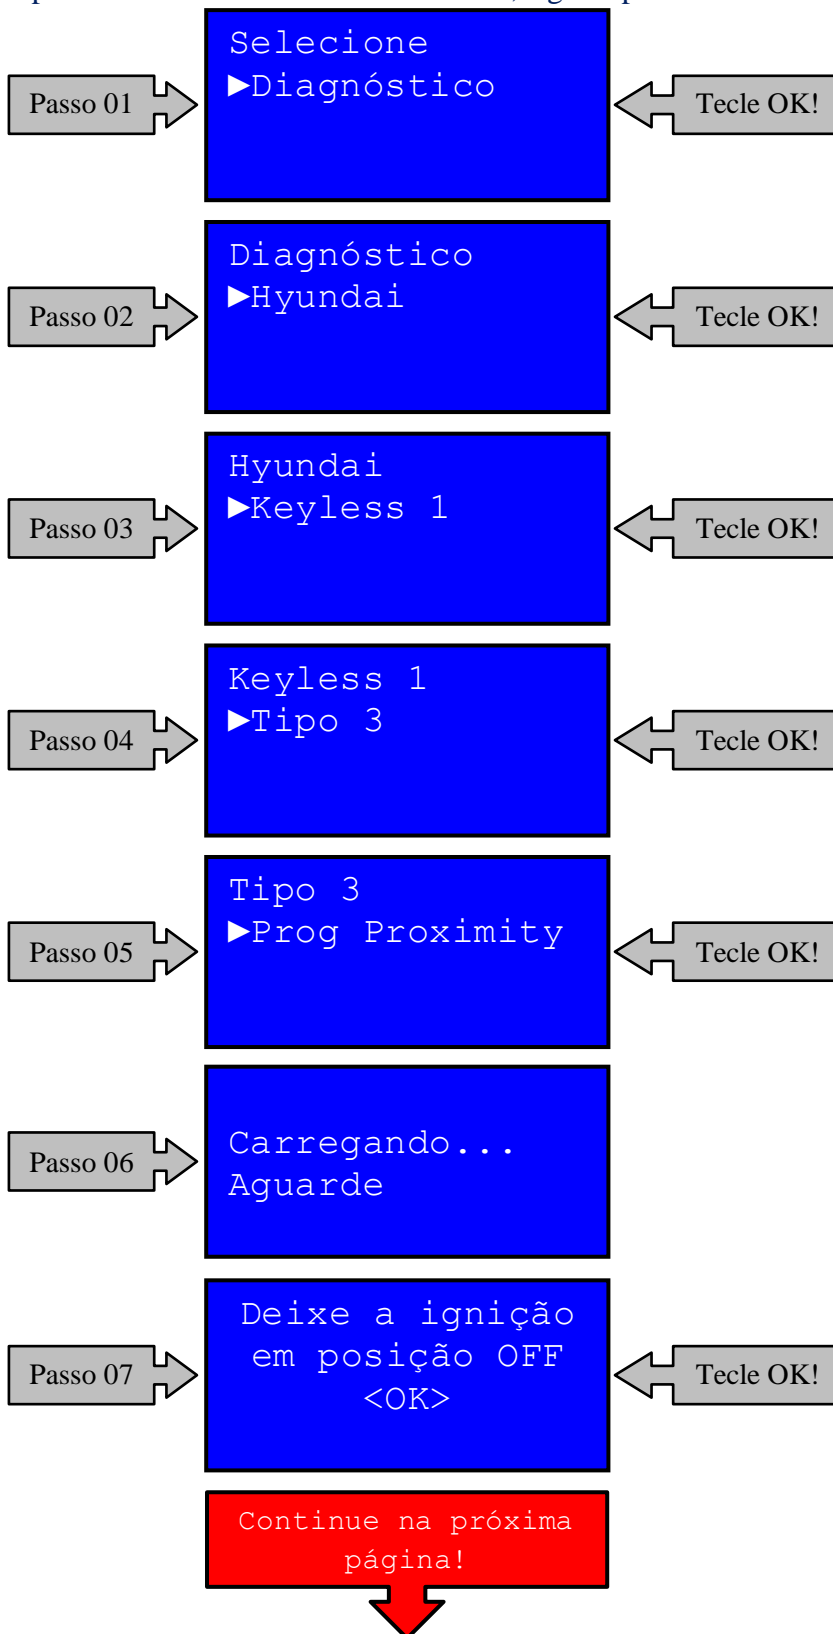 Selecione
Passo 01
►Diagnóstico
Tecle OK!
Diagnóstico
Passo 02
►Hyundai
Tecle OK!
Hyundai
Passo 03
►Keyless 1
Tecle OK!
Keyless 1
Passo 04
►Tipo 3
Tecle OK!
Tipo 3
Passo 05
►Prog Proximity
Tecle OK!
Passo 06
Carregando...
Aguarde
Passo 07
Deixe a ignição
em posição OFF
<OK>
Tecle OK!
Continue na próxima
página!